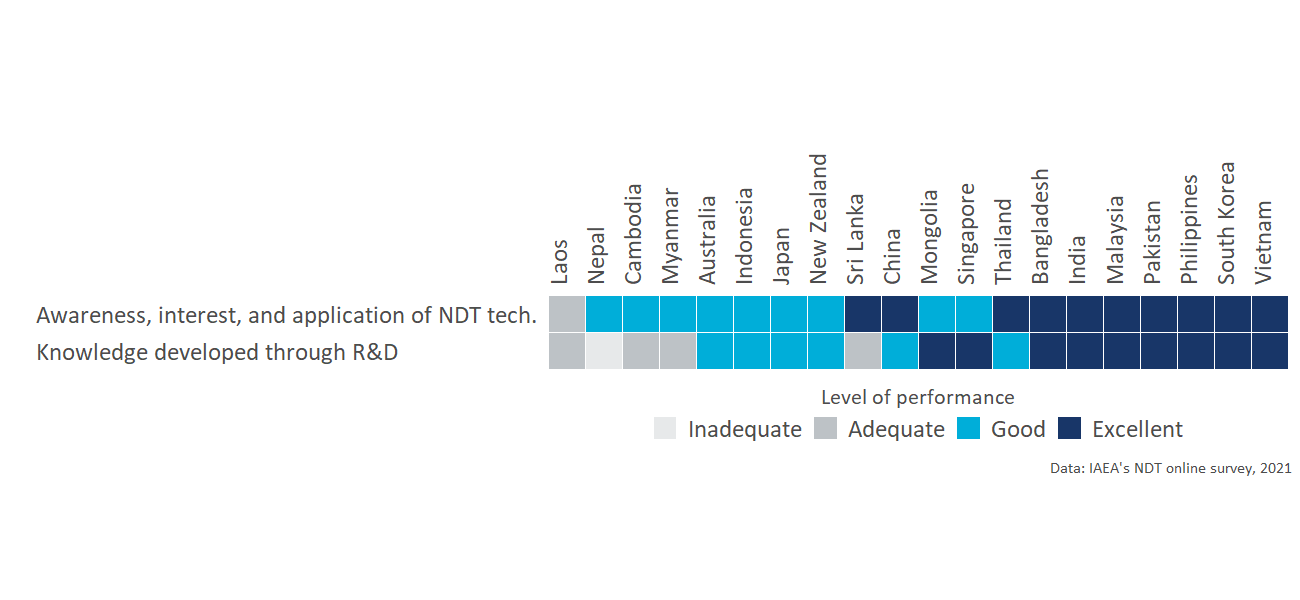 Laos
Nepal
Cambodia
Myanmar
Australia
Indonesia
Japan
New Zealand
Sri Lanka
China
Mongolia
Singapore
Thailand
Bangladesh
India
Malaysia
Pakistan
Philippines
South Korea
Vietnam
Awareness, interest, and application of NDT tech.
Knowledge developed through R&D
Level of performance
Inadequate Adequate Good Excellent
Data: IAEA's NDT online survey, 2021